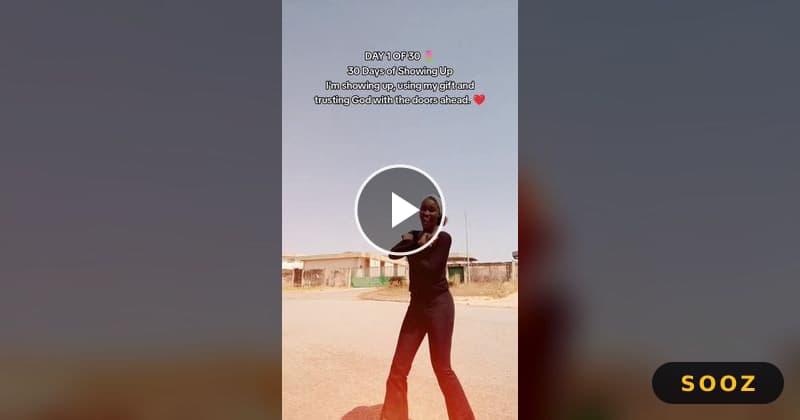 DAY 1 OF 30 🌷
30 Days of Showing Up
I'm showing up, using my gift and
trusting God with the doors ahead. ❤️
SOOZ